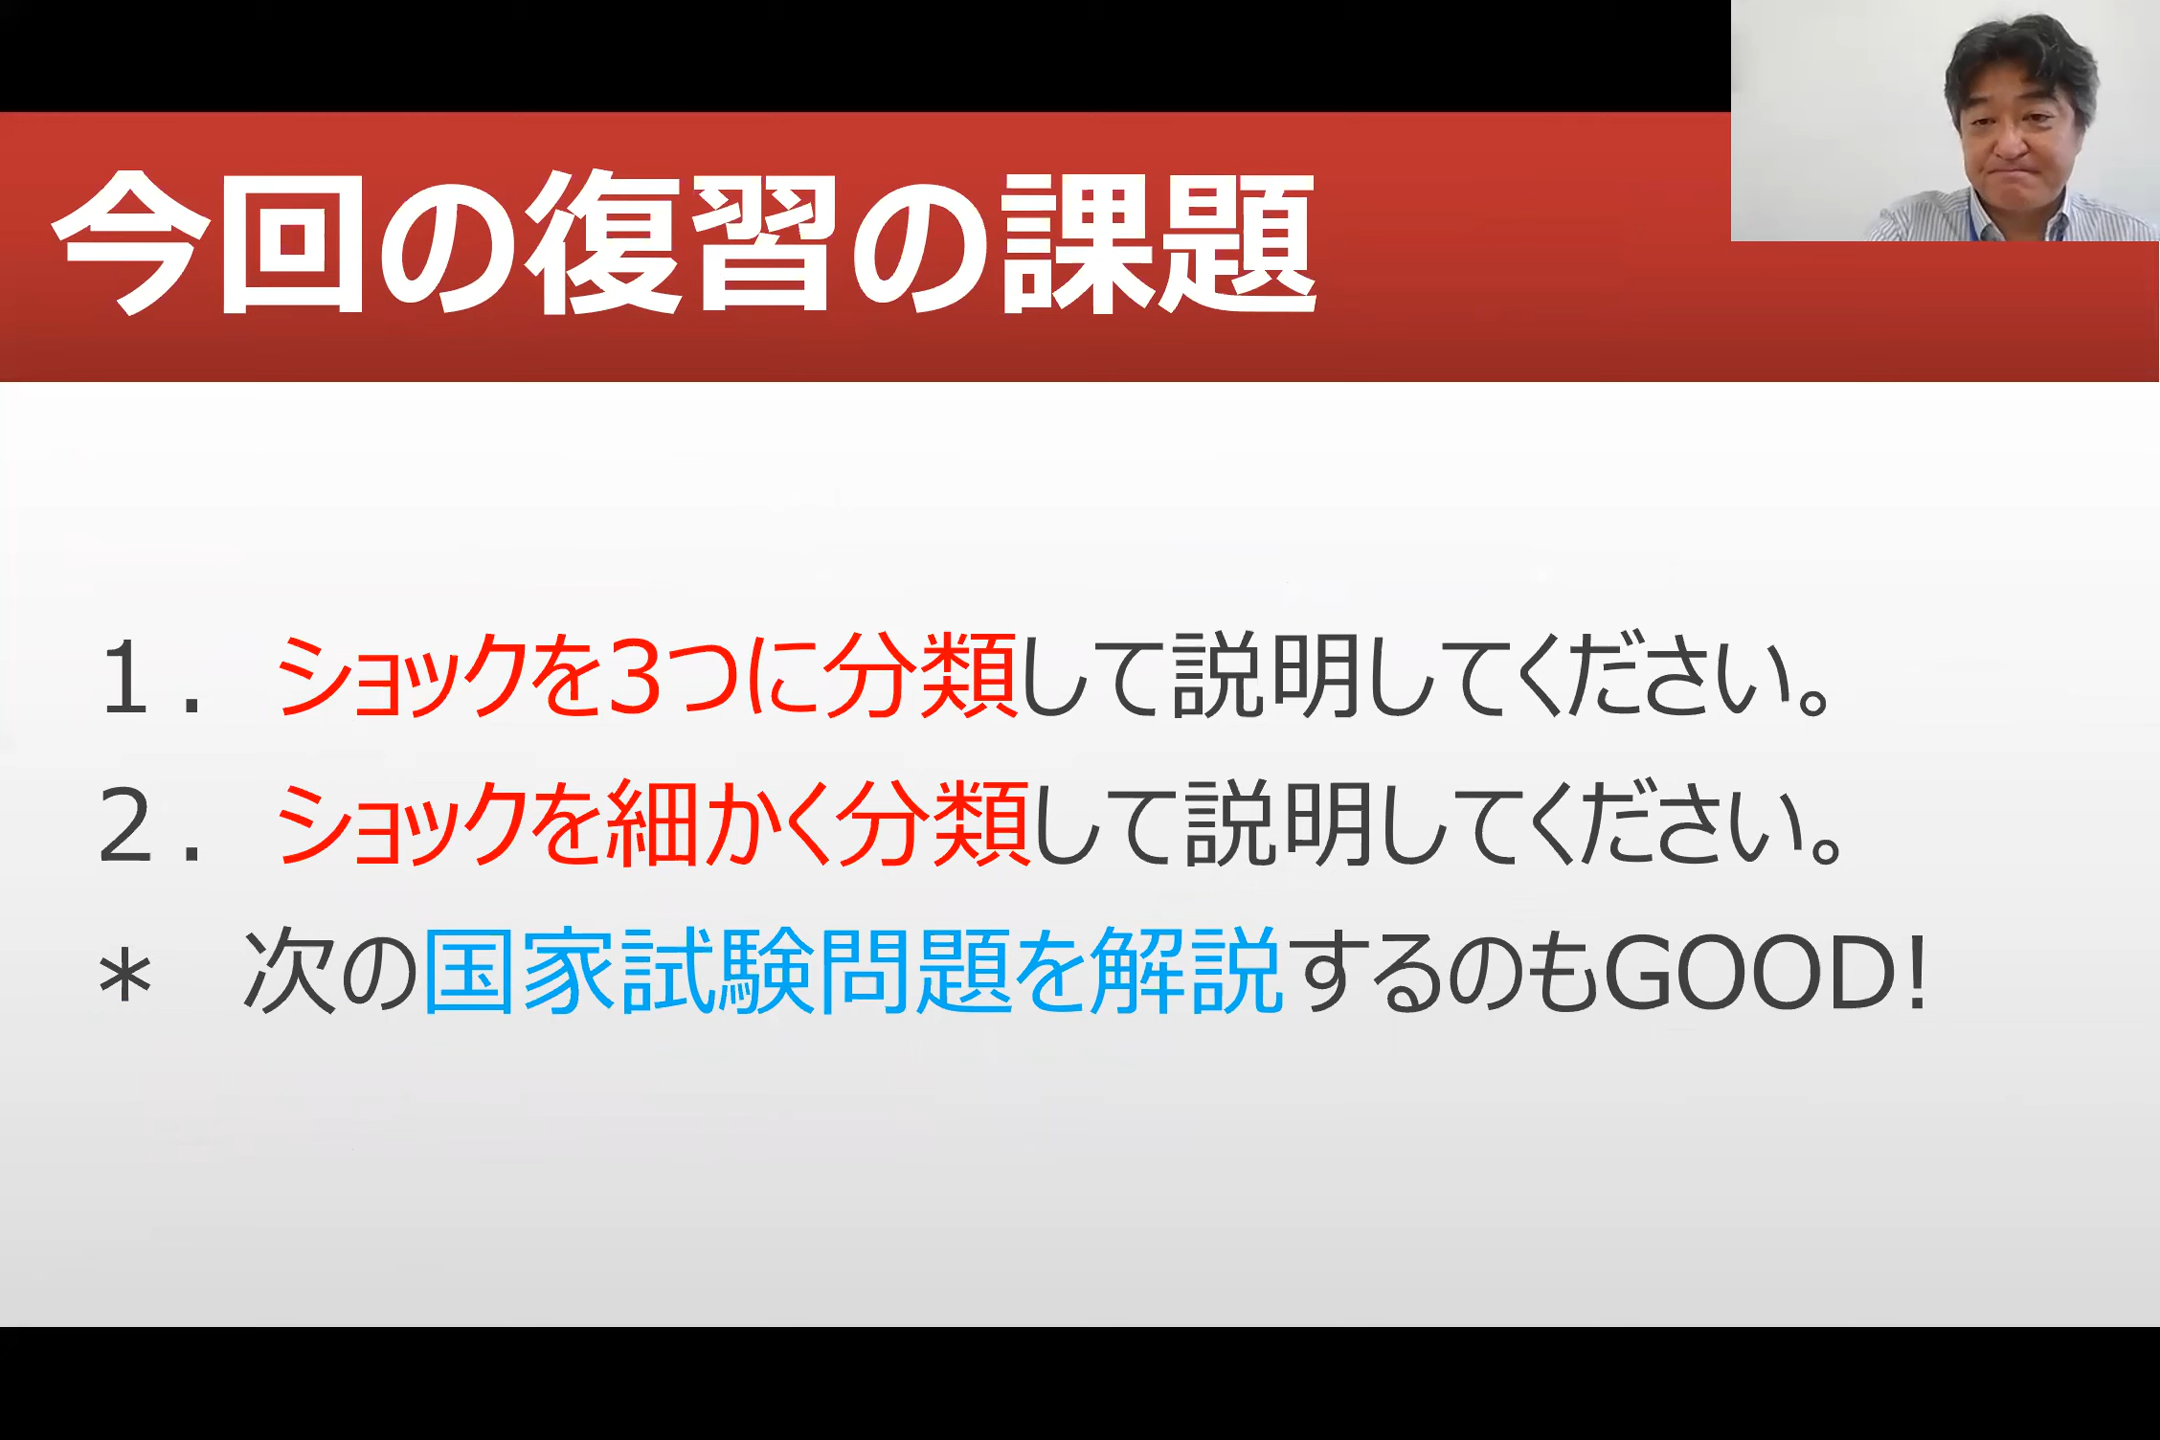 今回の復習の課題
１． ショックを3つに分類して説明してください。
２． ショックを細かく分類して説明してください。
＊ 次の国家試験問題を解説するのもGOOD!